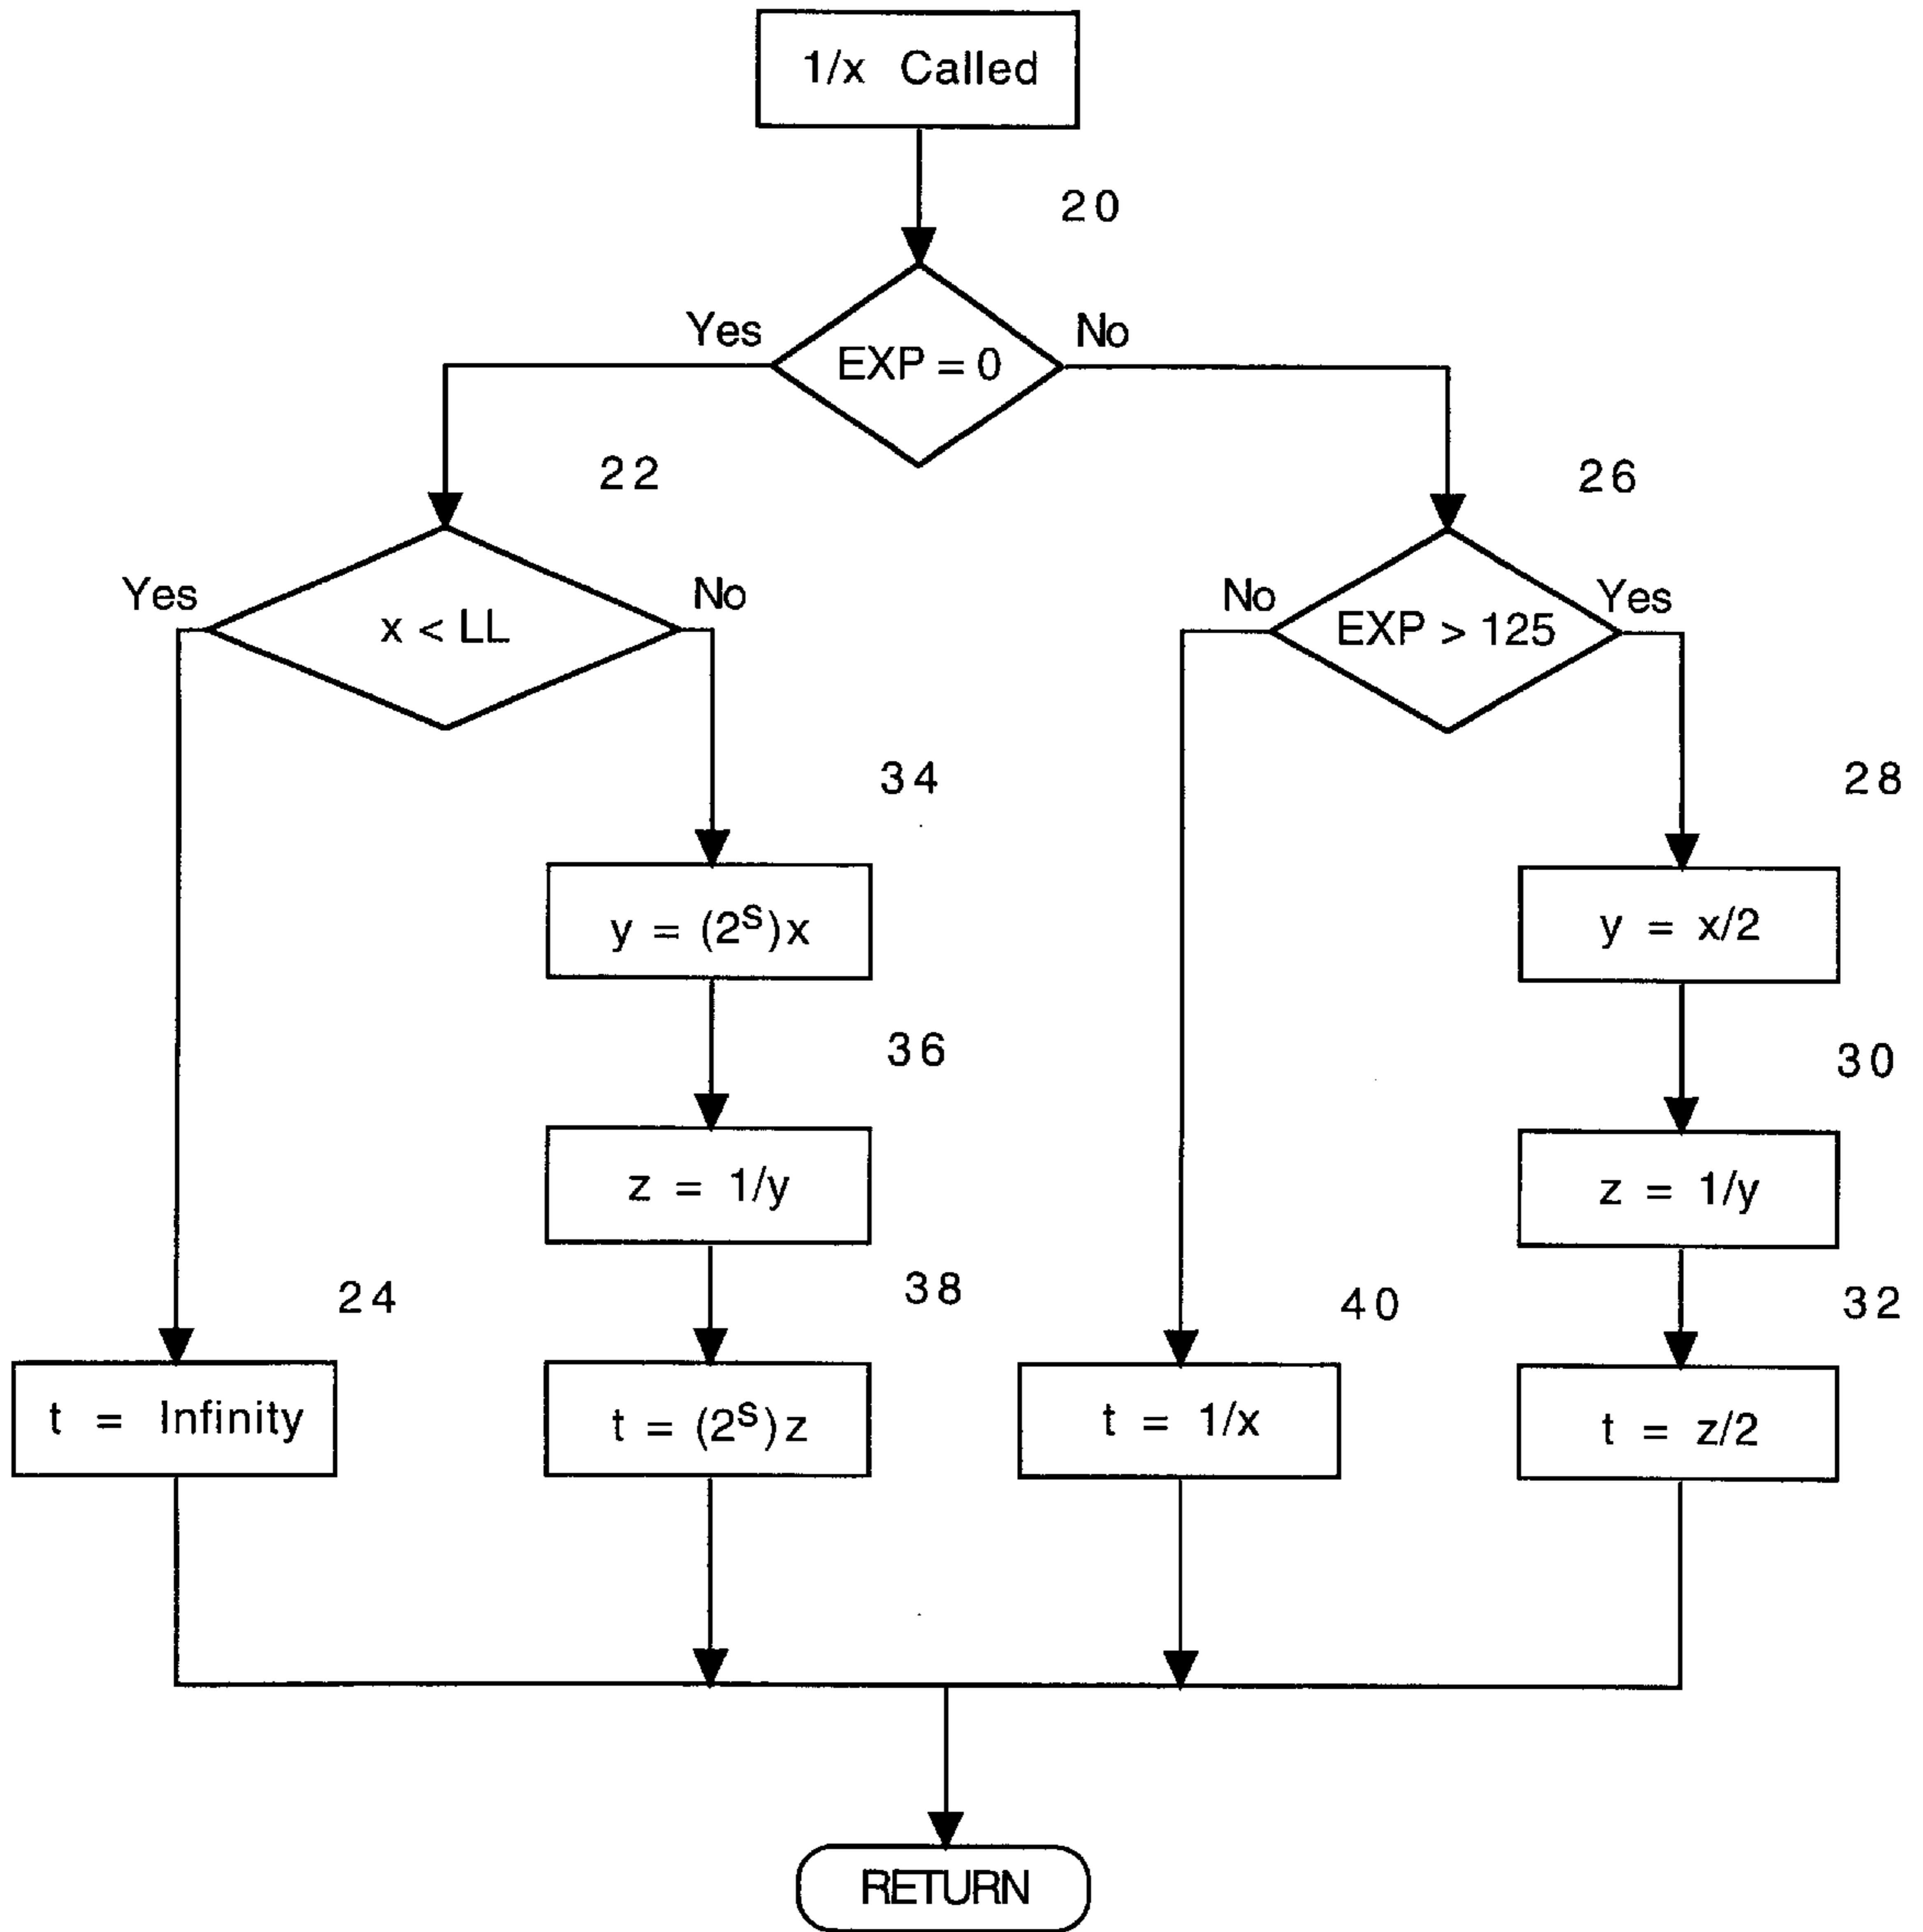 1/x Called
20
Yes
No
EXP = 0
22
26
Yes
No
No
Yes
x < LL
EXP > 125
34
28
y = (2ˢ)x
y = x/2
36
30
z = 1/y
z = 1/y
24
38
40
32
t = Infinity
t = (2ˢ)z
t = 1/x
t = z/2
RETURN